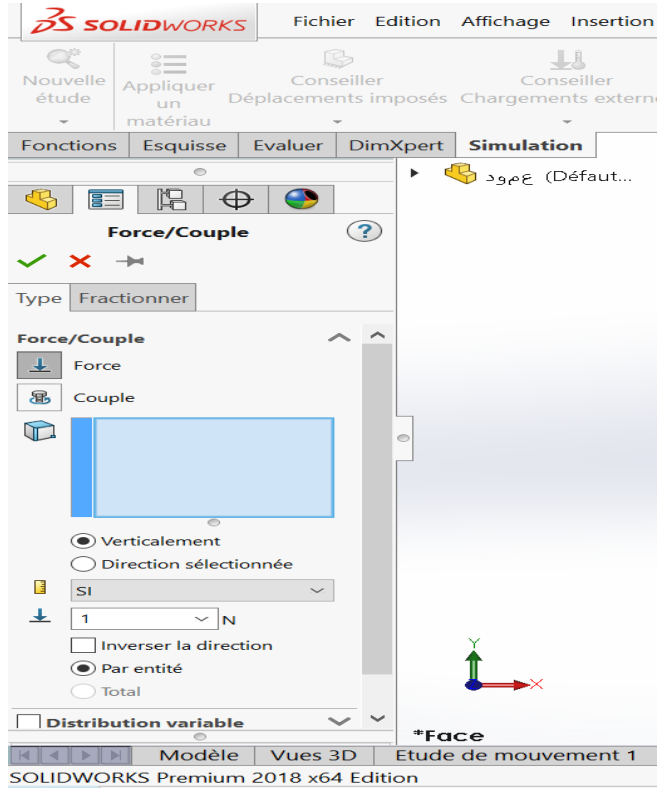 SOLIDWORKS Fichier Edition Affichage Insertion
Nouvelle étude
Appliquer un matériau
Conseiller Déplacements imposés
Conseiller Chargements externe
Fonctions Esquisse Evaluer DimXpert Simulation
عمود (Défaut...
Force/Couple
?
Type Fractionner
Force/Couple
Force
Couple
Verticalement
Direction sélectionnée
SI
1 N
Inverser la direction
Par entité
Total
Distribution variable
Y
X
*Face
Modèle Vues 3D Etude de mouvement 1
SOLIDWORKS Premium 2018 x64 Edition